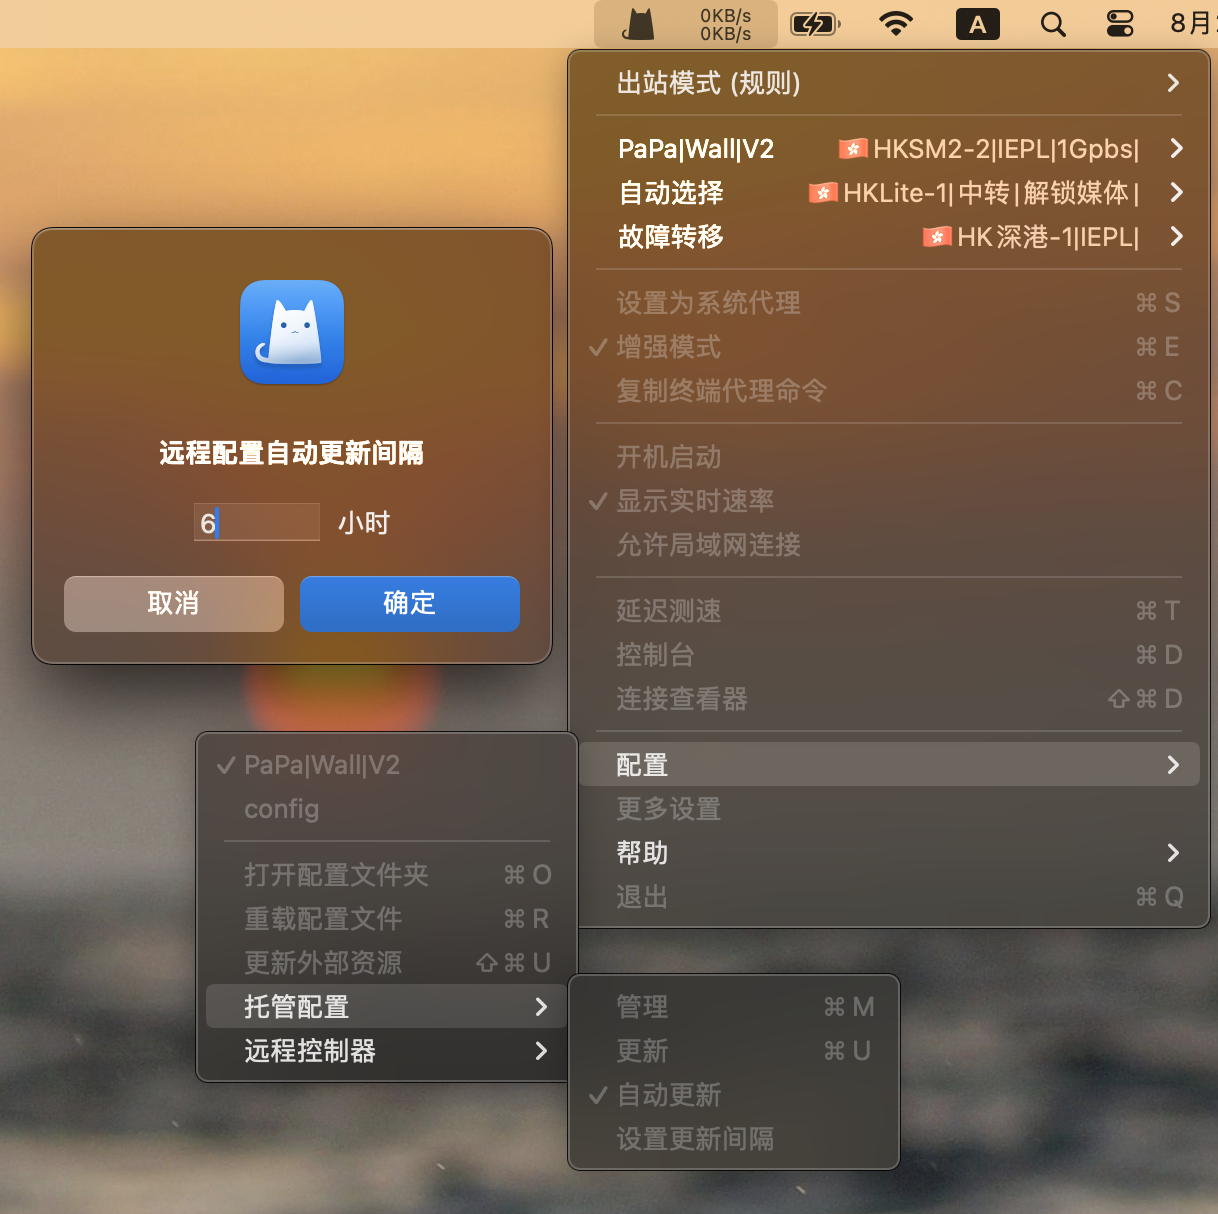 0KB/s
0KB/s
A
8月
出站模式 (规则)
PaPa|Wall|V2 🇭🇰HKSM2-2|IEPL|1Gpbs|
自动选择 🇭🇰HKLite-1|中转|解锁媒体|
故障转移 🇭🇰HK深港-1|IEPL|
设置为系统代理 ⌘ S
✓ 增强模式 ⌘ E
复制终端代理命令 ⌘ C
开机启动
✓ 显示实时速率
允许局域网连接
延迟测速 ⌘ T
控制台 ⌘ D
连接查看器 ⇧ ⌘ D
配置
更多设置
帮助
退出 ⌘ Q
远程配置自动更新间隔
6 小时
取消 确定
✓ PaPa|Wall|V2
config
打开配置文件夹 ⌘ O
重载配置文件 ⌘ R
更新外部资源 ⇧ ⌘ U
托管配置
远程控制器
管理 ⌘ M
更新 ⌘ U
✓ 自动更新
设置更新间隔